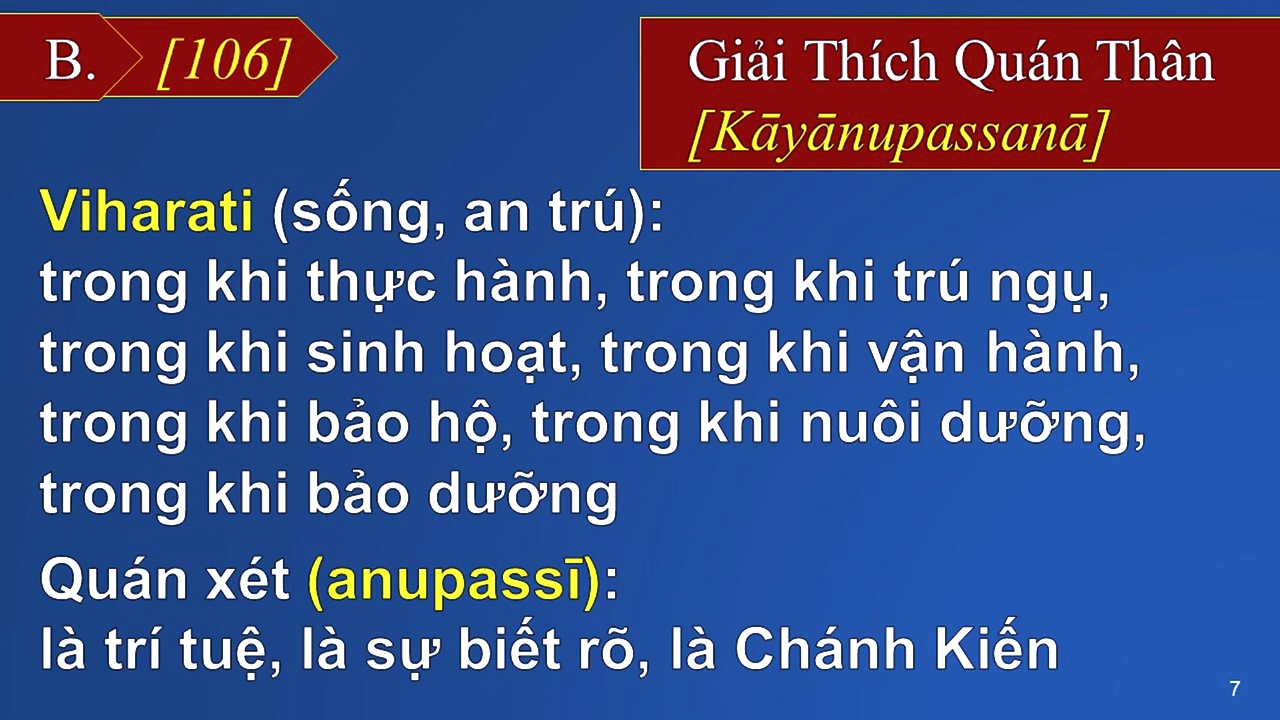 B. [106]
Giải Thích Quán Thân
[Kāyānupassanā]
Viharati (sống, an trú):
trong khi thực hành, trong khi trú ngụ,
trong khi sinh hoạt, trong khi vận hành,
trong khi bảo hộ, trong khi nuôi dưỡng,
trong khi bảo dưỡng
Quán xét (anupassī):
là trí tuệ, là sự biết rõ, là Chánh Kiến
7